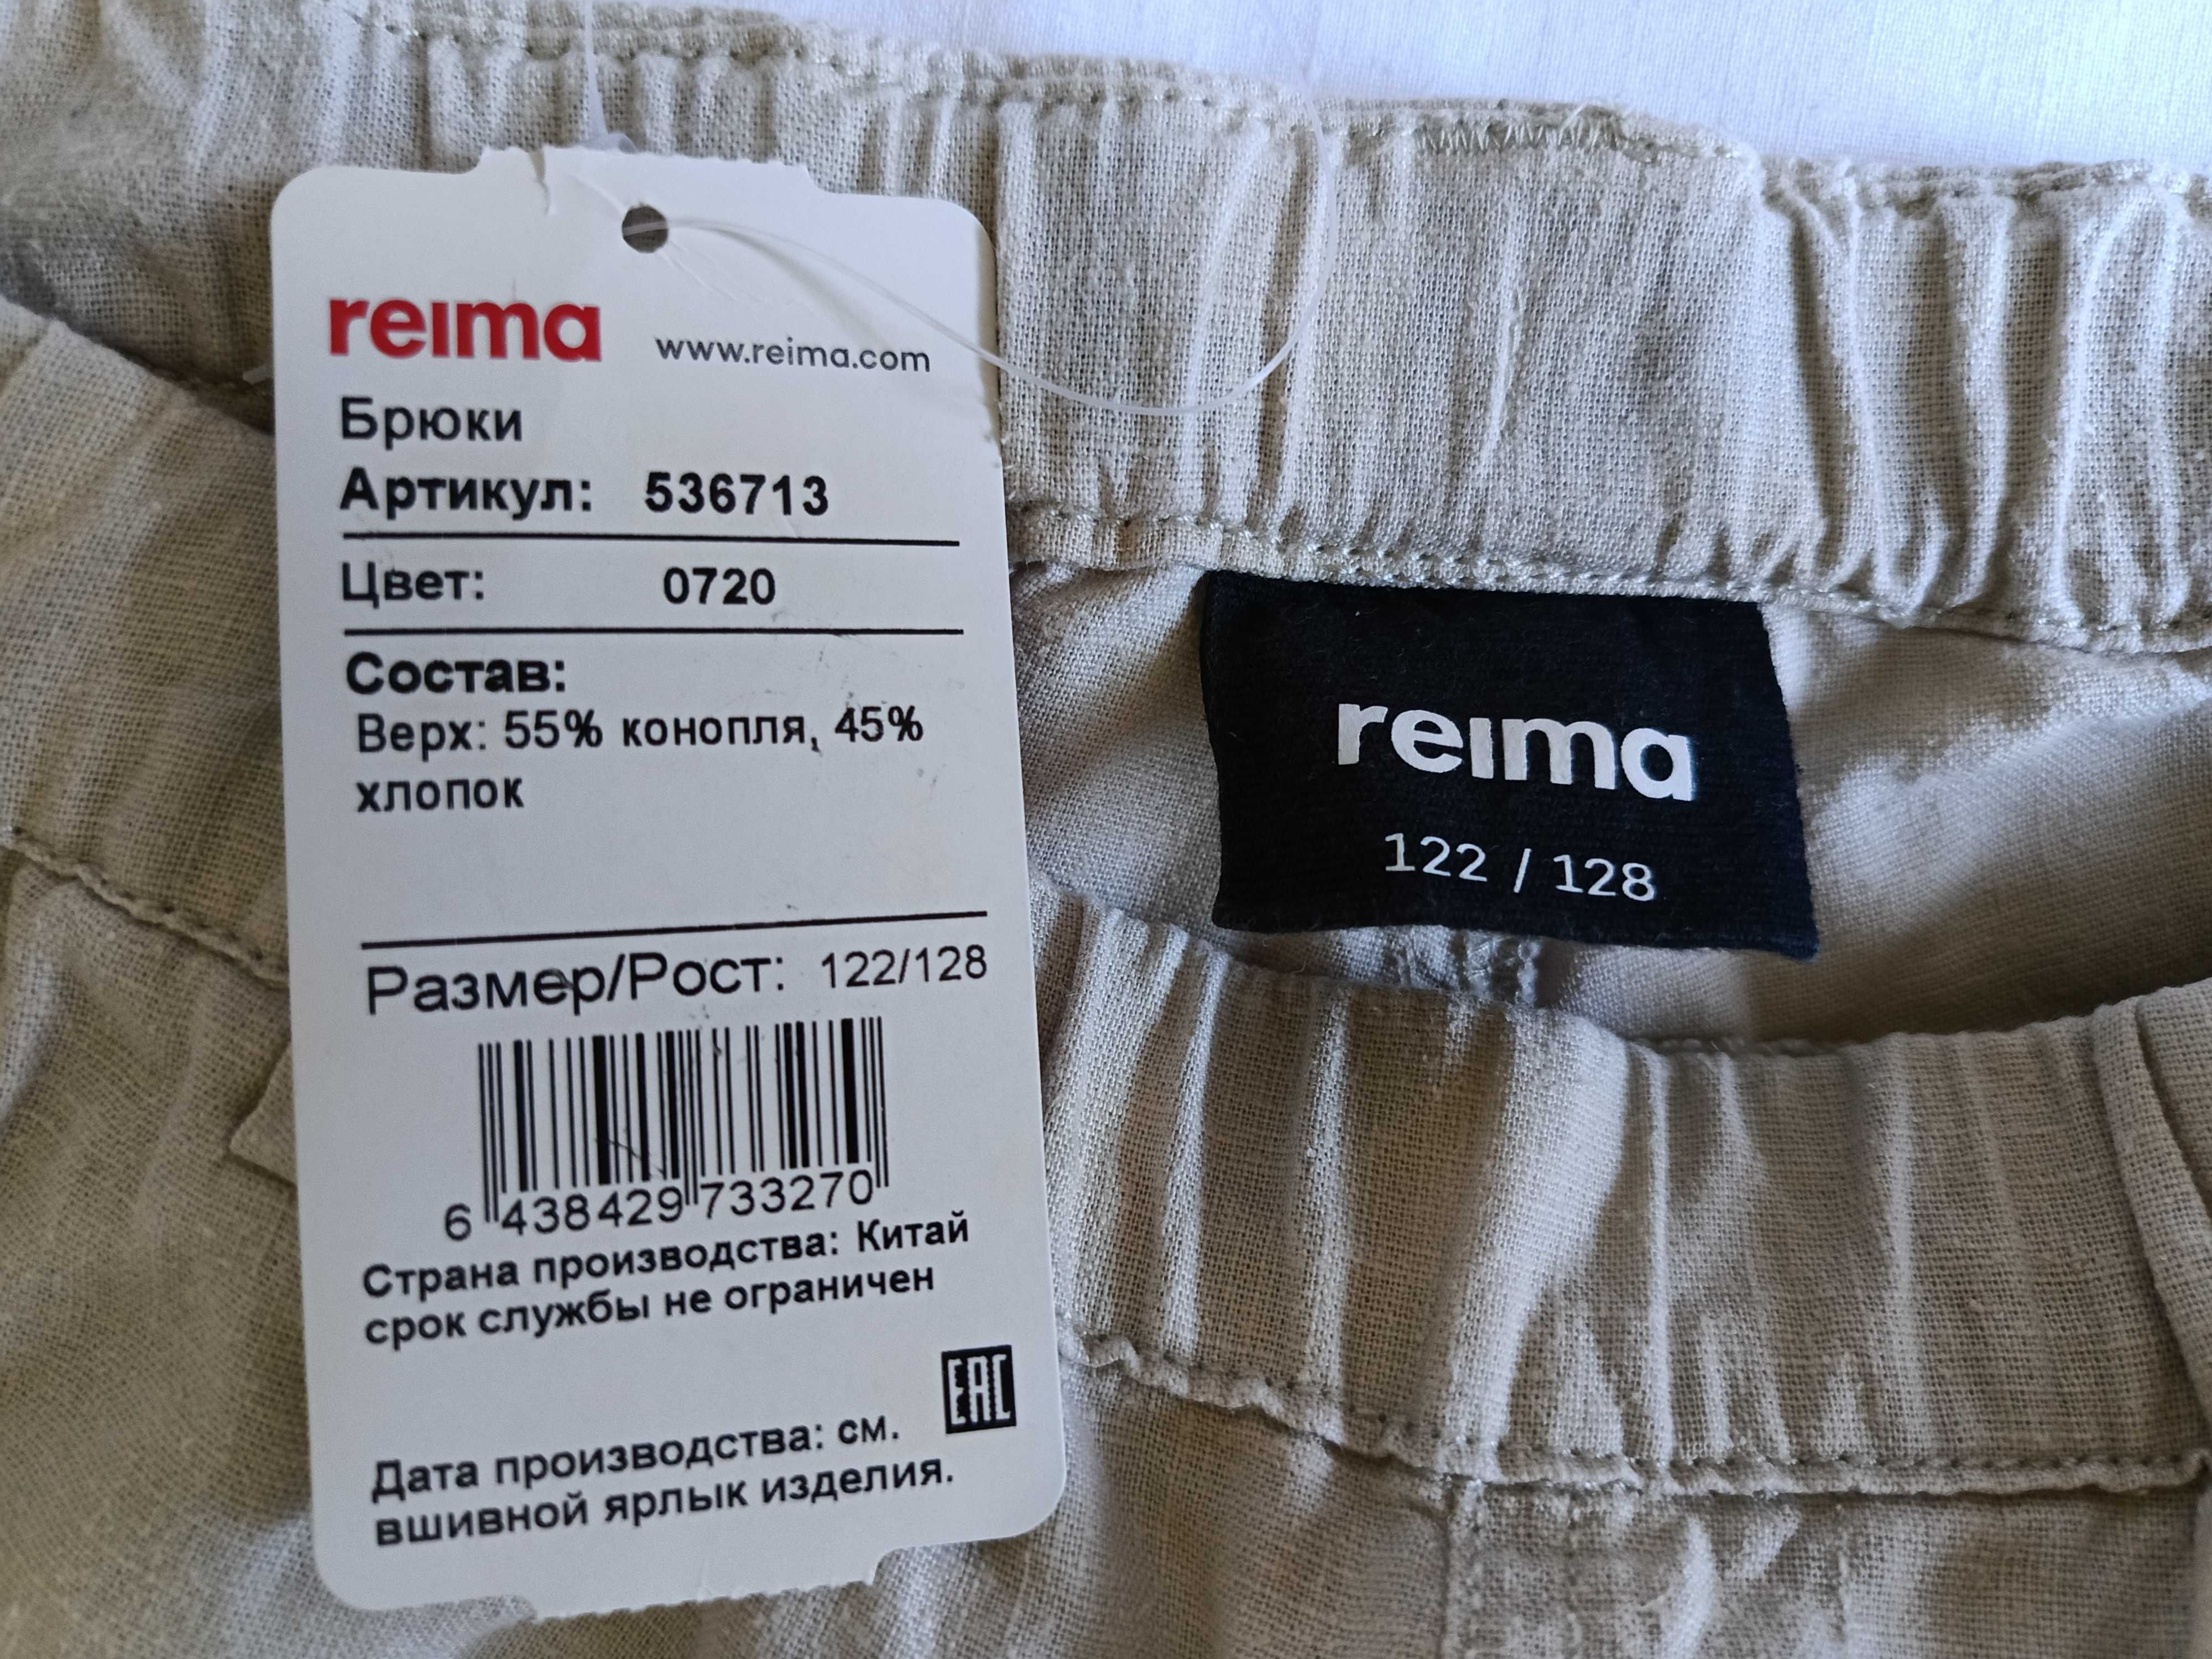 reima www.reima.com
Брюки
Артикул: 536713
Цвет: 0720
Состав:
Верх: 55% конопля, 45%
хлопок
Размер/Рост: 122/128
6 438429 733270
Страна производства: Китай
срок службы не ограничен
EAC
Дата производства: см.
вшивной ярлык изделия.
reima
122 / 128